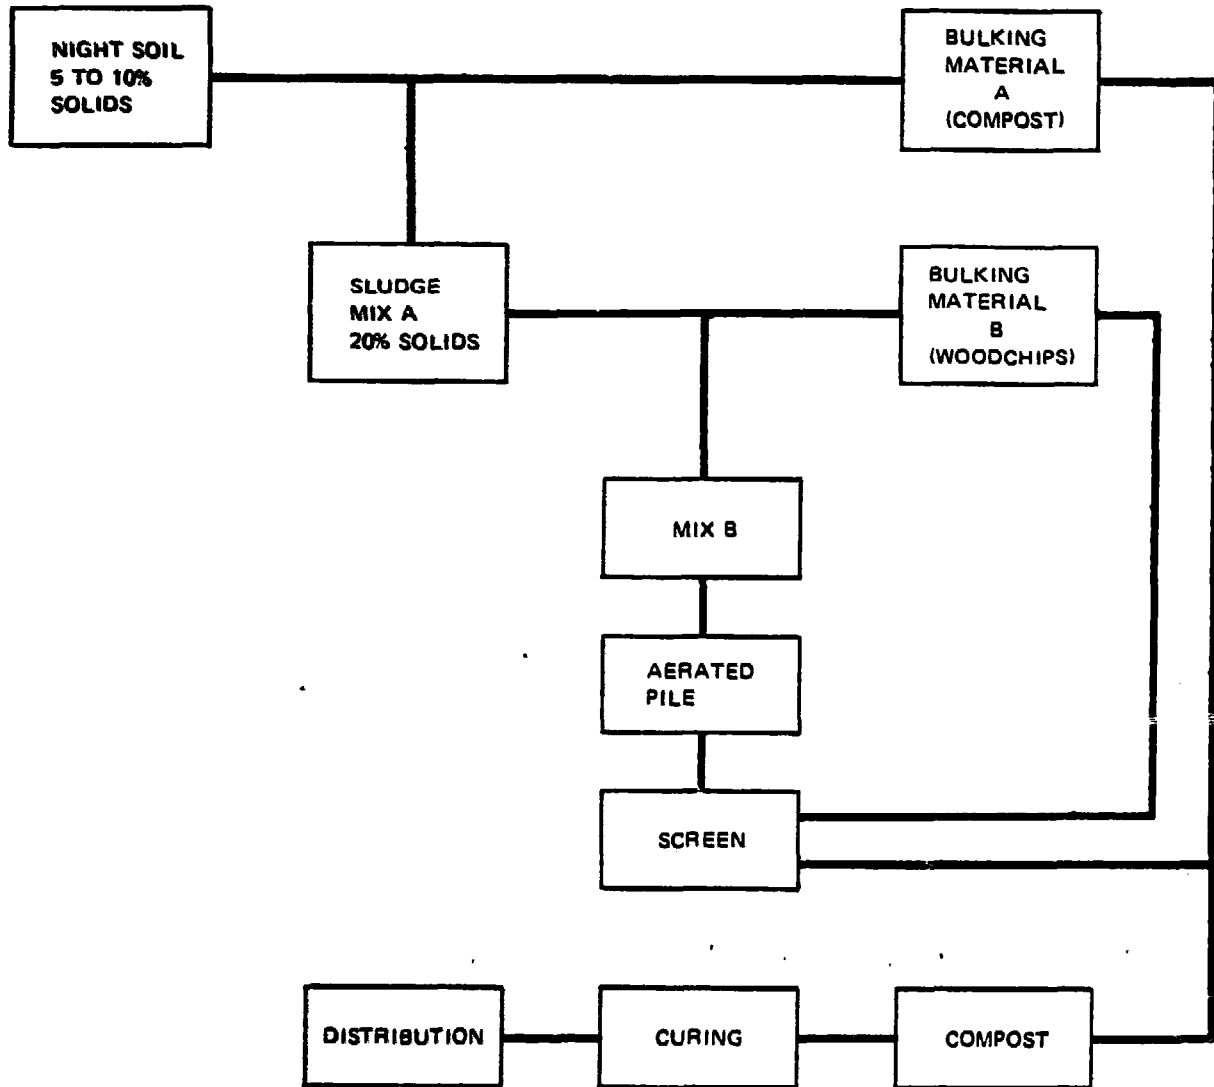 NIGHT SOIL
5 TO 10%
SOLIDS
BULKING
MATERIAL
A
(COMPOST)
SLUDGE
MIX A
20% SOLIDS
BULKING
MATERIAL
B
(WOODCHIPS)
MIX B
AERATED
PILE
SCREEN
DISTRIBUTION
CURING
COMPOST